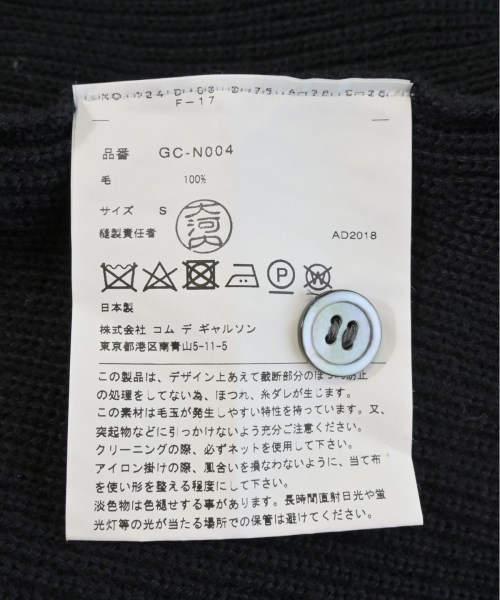 F-17
品番 GC-N004
毛 100%
サイズ S
縫製責任者 大河内 AD2018
日本製
株式会社 コム デ ギャルソン
東京都港区南青山5-11-5
この製品は、デザイン上あえて裁断部分のほつれ防止
の処理をしてない為、ほつれ、糸ダレが生じます。
この素材は毛玉が発生しやすい特性を持っています。又、
突起物などに引っかけないよう充分ご注意ください。
クリーニングの際、必ずネットを使用して下さい。
アイロン掛けの際、風合いを損なわないように、当て布
を使い形を整える程度にして下さい。
淡色物は色褪せする事があります。長時間直射日光や蛍
光灯等の光が当たる場所での保管は避けてください。